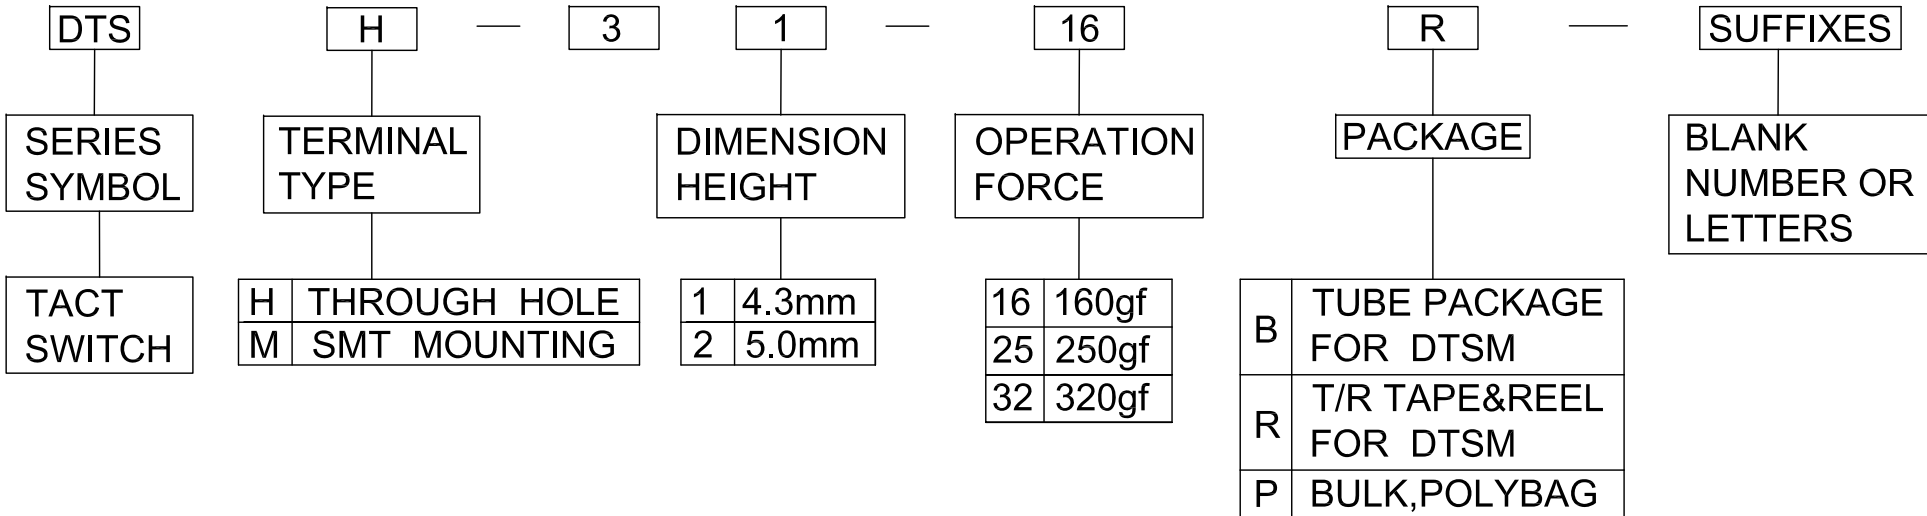 DTS H — 3 1 — 16 R — SUFFIXES
SERIES
SYMBOL
TERMINAL
TYPE
DIMENSION
HEIGHT
OPERATION
FORCE
PACKAGE
BLANK
NUMBER OR
LETTERS
TACT
SWITCH
H THROUGH HOLE
M SMT MOUNTING
1 4.3mm
2 5.0mm
16 160gf
25 250gf
32 320gf
B TUBE PACKAGE
FOR DTSM
R T/R TAPE&REEL
FOR DTSM
P BULK,POLYBAG